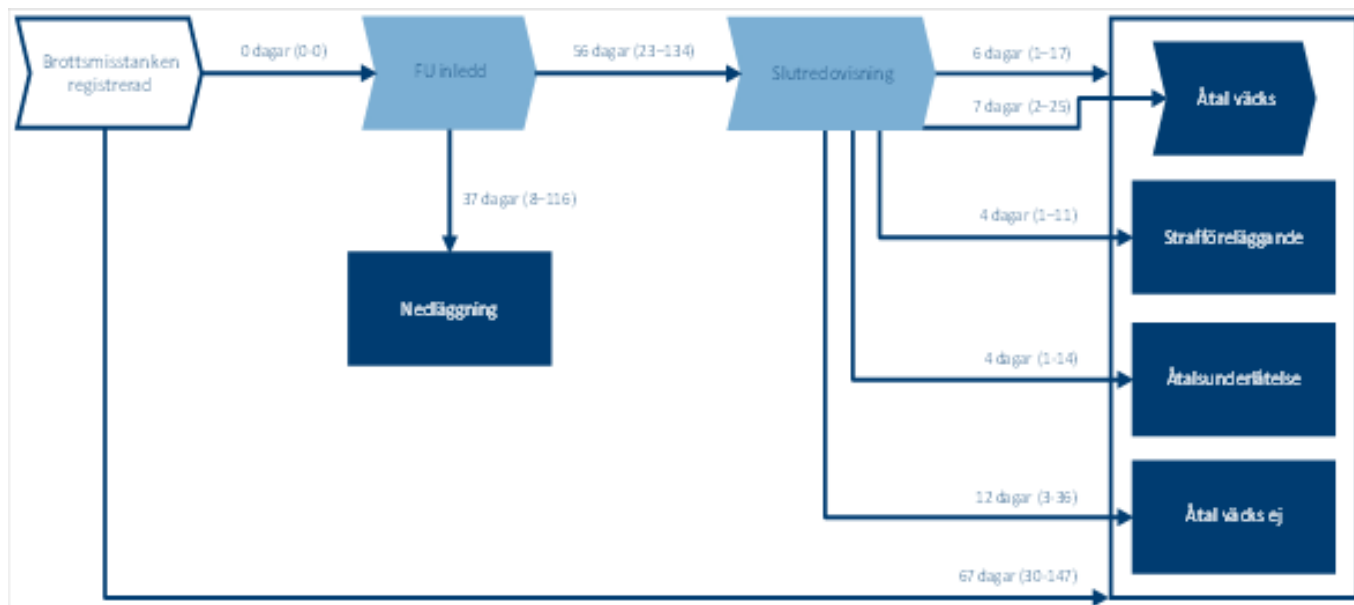 Brottsmisstanken
registrerad
0 dagar (0-0)
FU inledd
56 dagar (23–134)
Slutredovisning
6 dagar (1–17)
7 dagar (2–25)
Åtal väcks
37 dagar (8–116)
Nedläggning
4 dagar (1–11)
Strafföreläggande
4 dagar (1-14)
Åtalsunderlåtelse
12 dagar (3-36)
Åtal väcks ej
67 dagar (30-147)